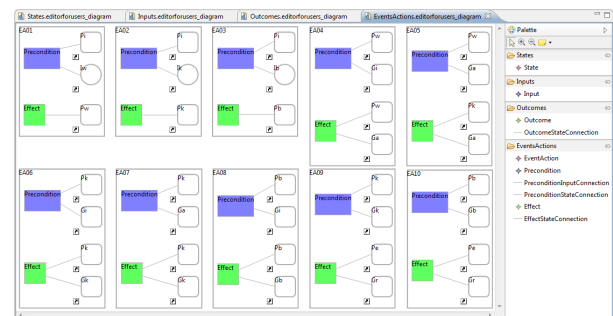 States.editorforusers_diagram
Inputs.editorforusers_diagram
Outcomes.editorforusers_diagram
EventsActions.editorforusers_diagram
EA01
Precondition
Pi
Iw
Effect
Pw
EA02
Precondition
Pi
Ik
Effect
Pk
EA03
Precondition
Pi
Ib
Effect
Pb
EA04
Precondition
Pw
Gi
Effect
Pw
Ga
EA05
Precondition
Pw
Ga
Effect
Pk
Ga
EA06
Precondition
Pk
Gi
Effect
Pk
Gk
EA07
Precondition
Pk
Ga
Effect
Pk
Gk
EA08
Precondition
Pb
Gi
Effect
Pb
Gb
EA09
Precondition
Pk
Gk
Effect
Pe
Gr
EA10
Precondition
Pb
Gb
Effect
Pe
Gr
Palette
States
State
Inputs
Input
Outcomes
Outcome
OutcomeStateConnection
EventsActions
EventAction
Precondition
PreconditionInputConnection
PreconditionStateConnection
Effect
EffectStateConnection